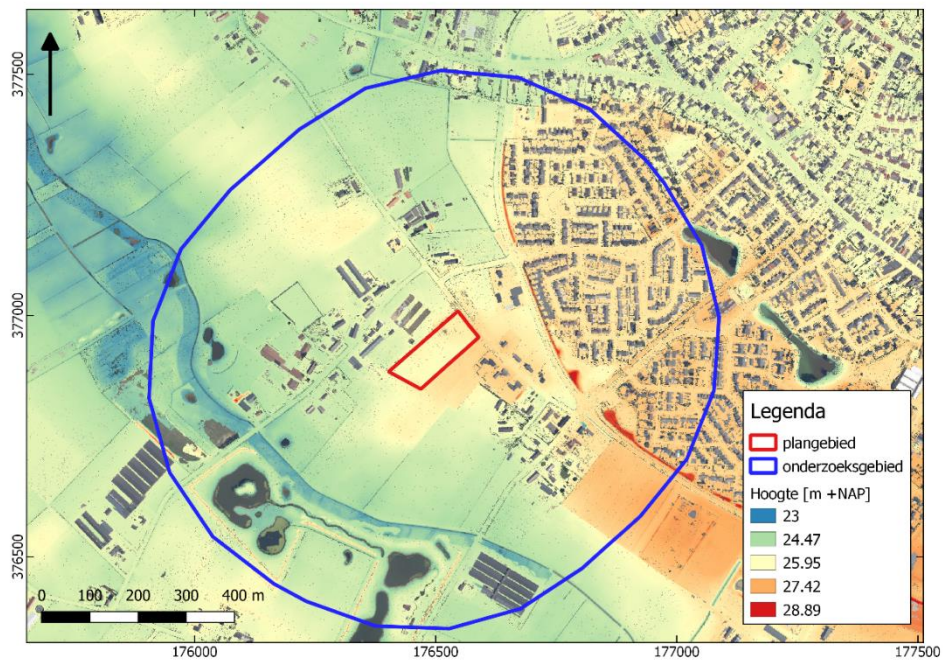 377500
377000
376500
Legenda
plangebied
onderzoeksgebied
Hoogte [m +NAP]
23
24.47
25.95
27.42
28.89
0 100 200 300 400 m
176000 176500 177000 177500